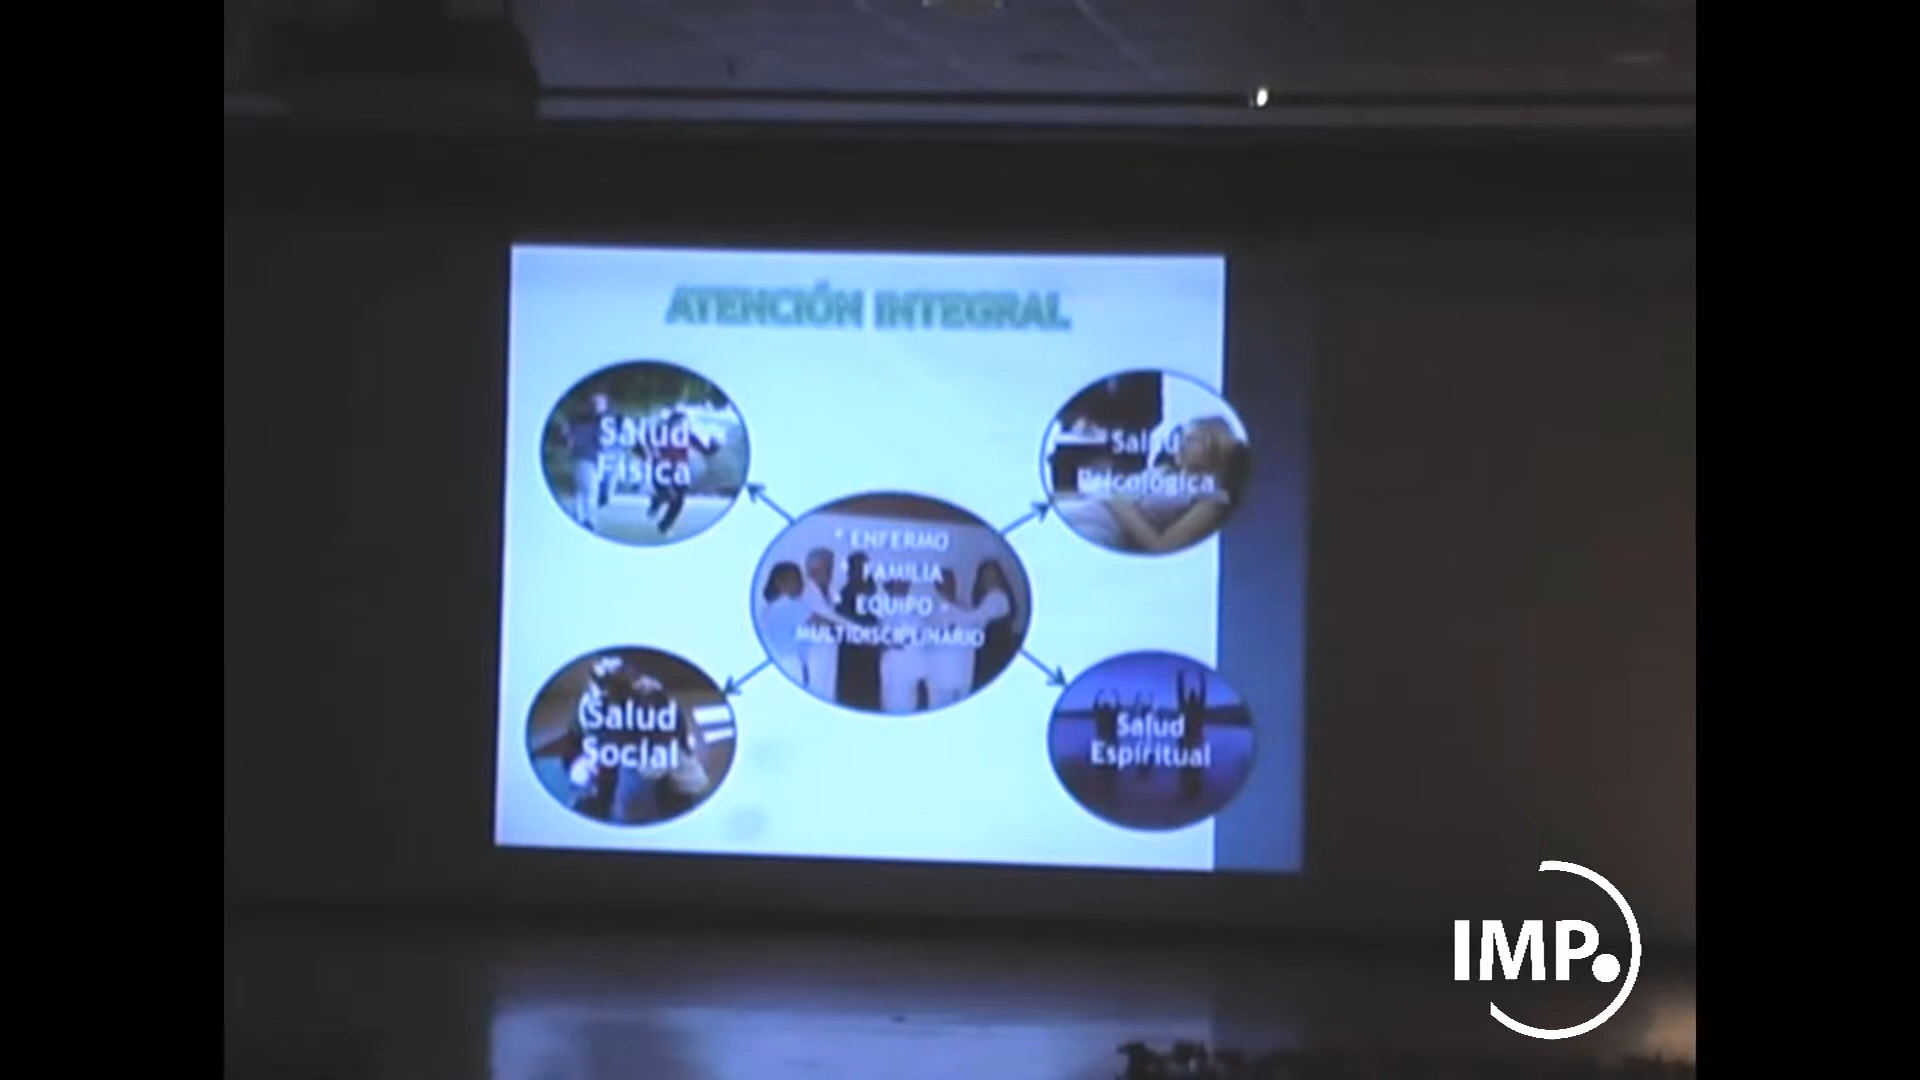 ATENCIÓN INTEGRAL
Salud
Física
Salud
Psicológica
* ENFERMO
* FAMILIA
* EQUIPO
MULTIDISCIPLINARIO
Salud
Social
Salud
Espiritual
IMP.